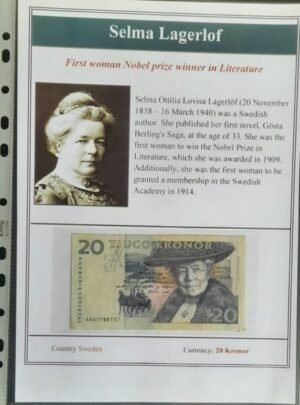 Selma Lagerlof
First woman Nobel prize winner in Literature
Selma Ottilia Lovisa Lagerlöf (20 November
1858 – 16 March 1940) was a Swedish
author. She published her first novel, Gösta
Berling's Saga, at the age of 33. She was the
first woman to win the Nobel Prize in
Literature, which she was awarded in 1909.
Additionally, she was the first woman to be
granted a membership in the Swedish
Academy in 1914.
20 TJUGO KRONOR
SVERIGES RIKSBANK
20
Country Sweden
Currency: 20 Kronor